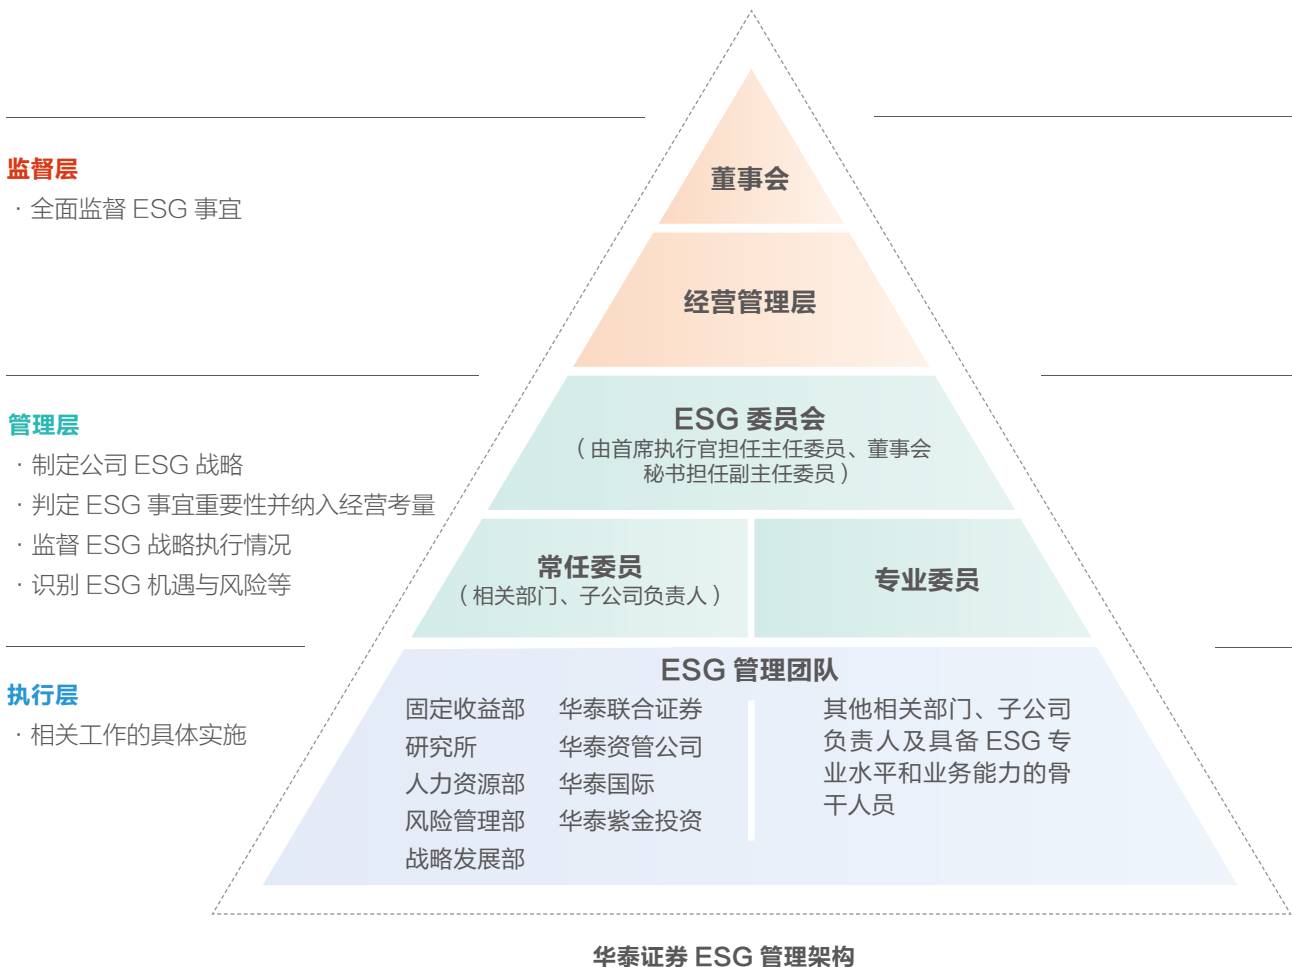 监督层
· 全面监督 ESG 事宜
董事会
经营管理层
管理层
· 制定公司 ESG 战略
· 判定 ESG 事宜重要性并纳入经营考量
· 监督 ESG 战略执行情况
· 识别 ESG 机遇与风险等
ESG 委员会
（由首席执行官担任主任委员、董事会
秘书担任副主任委员）
常任委员
（相关部门、子公司负责人）
专业委员
执行层
· 相关工作的具体实施
ESG 管理团队
固定收益部
研究所
人力资源部
风险管理部
战略发展部
华泰联合证券
华泰资管公司
华泰国际
华泰紫金投资
其他相关部门、子公司
负责人及具备 ESG 专
业水平和业务能力的骨
干人员
华泰证券 ESG 管理架构